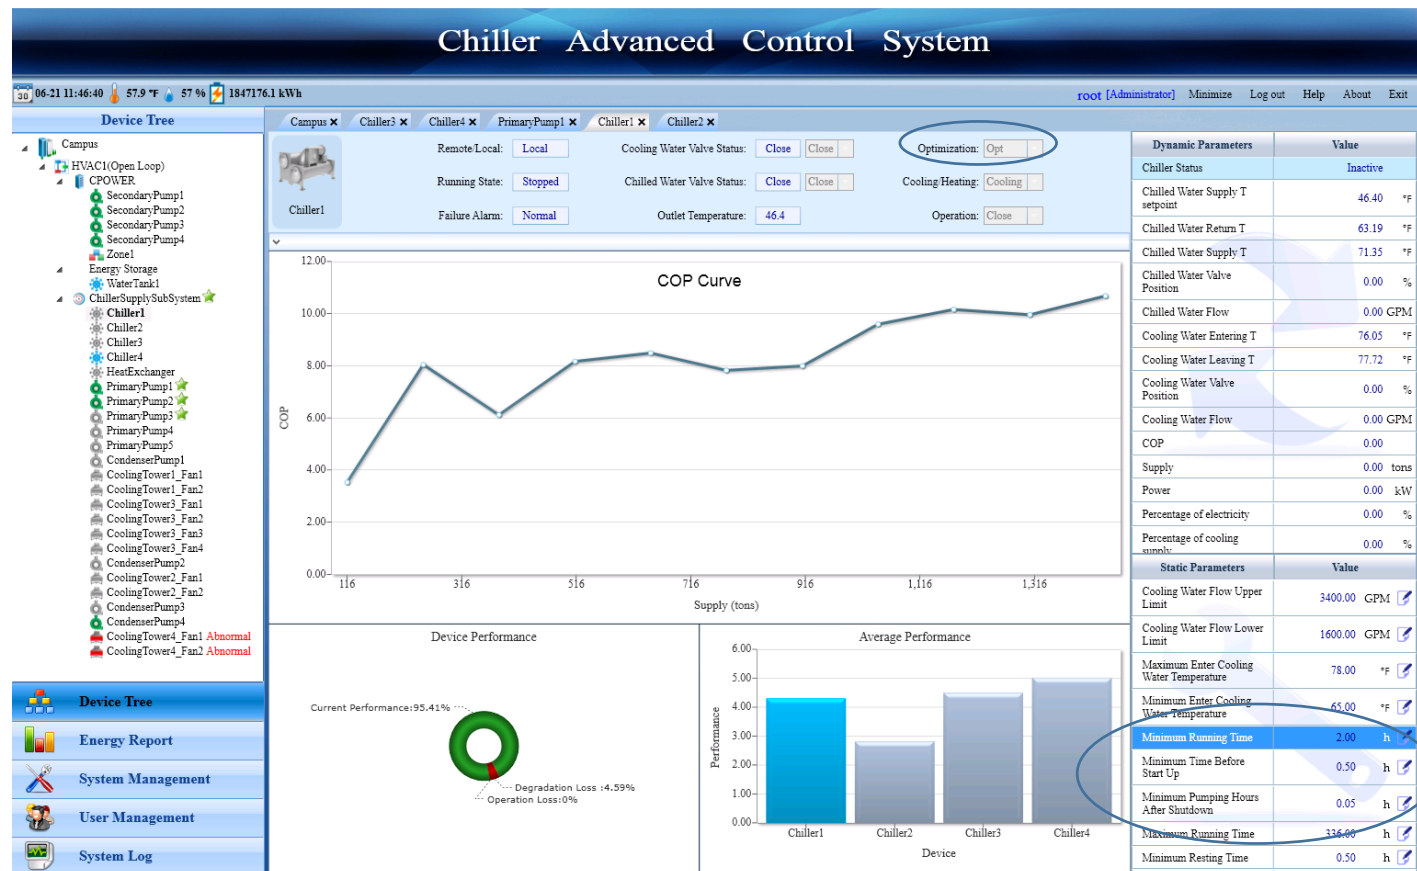 Chiller Advanced Control System
30 06-21 11:46:40 57.9 °F 57 % 1847176.1 kWh
root [Administrator] Minimize Log out Help About Exit
Device Tree
Campus
HVAC1(Open Loop)
CPOWER
SecondaryPump1
SecondaryPump2
SecondaryPump3
SecondaryPump4
Zone1
Energy Storage
WaterTank1
ChillerSupplySubSystem
Chiller1
Chiller2
Chiller3
Chiller4
HeatExchanger
PrimaryPump1
PrimaryPump2
PrimaryPump3
PrimaryPump4
PrimaryPump5
CondenserPump1
CoolingTower1_Fan1
CoolingTower1_Fan2
CoolingTower3_Fan1
CoolingTower3_Fan2
CoolingTower3_Fan3
CoolingTower3_Fan4
CondenserPump2
CoolingTower2_Fan1
CoolingTower2_Fan2
CondenserPump3
CondenserPump4
CoolingTower4_Fan1 Abnormal
CoolingTower4_Fan2 Abnormal
Device Tree
Energy Report
System Management
User Management
System Log
Campus Chiller3 Chiller4 PrimaryPump1 Chiller1 Chiller2
Chiller1
Remote/Local: Local Cooling Water Valve Status: Close Close Optimization: Opt
Running State: Stopped Chilled Water Valve Status: Close Close Cooling/Heating: Cooling
Failure Alarm: Normal Outlet Temperature: 46.4 Operation: Close
COP Curve
12.00
10.00
8.00
6.00
4.00
2.00
0.00
COP
116 316 516 716 916 1,116 1,316
Supply (tons)
Device Performance
Current Performance:95.41%
Degradation Loss :4.59%
Operation Loss:0%
Average Performance
6.00
5.00
4.00
3.00
2.00
1.00
0.00
Performance
Chiller1 Chiller2 Chiller3 Chiller4
Device
Dynamic Parameters Value
Chiller Status Inactive
Chilled Water Supply T
setpoint 46.40 °F
Chilled Water Return T 63.19 °F
Chilled Water Supply T 71.35 °F
Chilled Water Valve
Position 0.00 %
Chilled Water Flow 0.00 GPM
Cooling Water Entering T 76.05 °F
Cooling Water Leaving T 77.72 °F
Cooling Water Valve
Position 0.00 %
Cooling Water Flow 0.00 GPM
COP 0.00
Supply 0.00 tons
Power 0.00 kW
Percentage of electricity 0.00 %
Percentage of cooling
supply 0.00 %
Static Parameters Value
Cooling Water Flow Upper
Limit 3400.00 GPM
Cooling Water Flow Lower
Limit 1600.00 GPM
Maximum Enter Cooling
Water Temperature 78.00 °F
Minimum Enter Cooling
Water Temperature 65.00 °F
Minimum Running Time 2.00 h
Minimum Time Before
Start Up 0.50 h
Minimum Pumping Hours
After Shutdown 0.05 h
Maximum Running Time 336.00 h
Minimum Resting Time 0.50 h